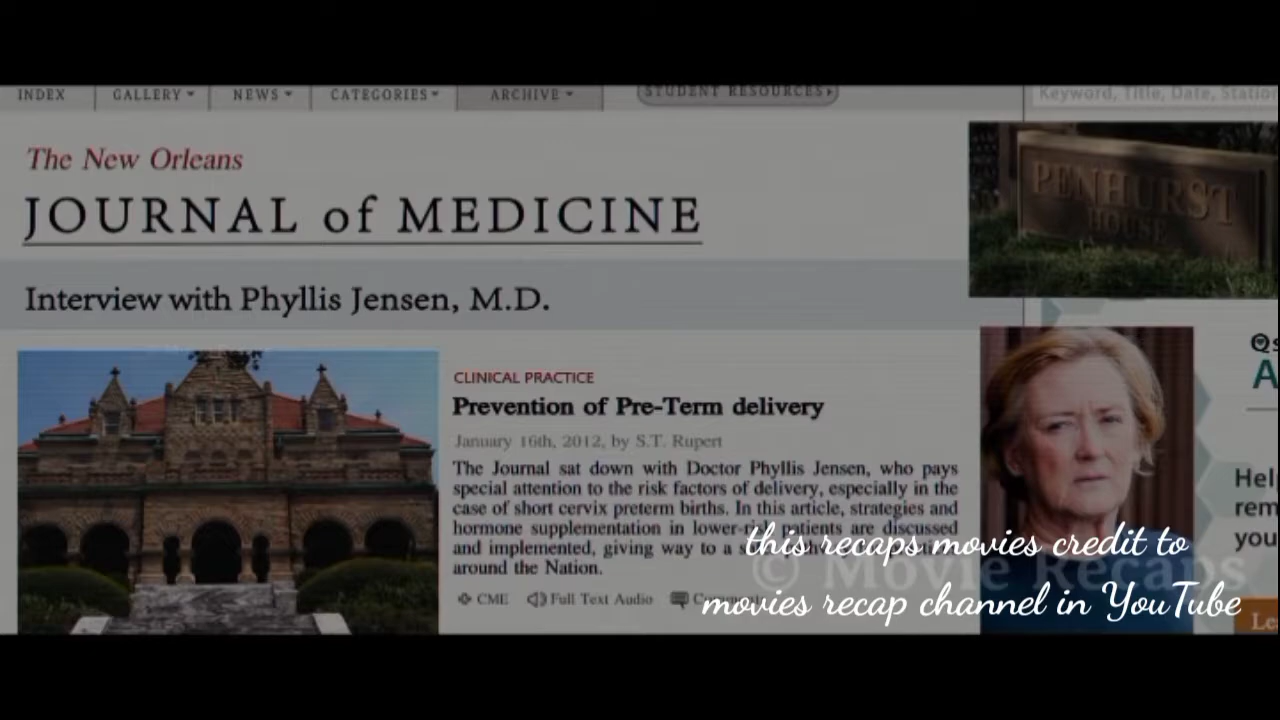 INDEX
GALLERY
NEWS
CATEGORIES
ARCHIVE
STUDENT RESOURCES
Keyword, Title, Date, Station
The New Orleans
JOURNAL of MEDICINE
PENHURST
HOUSE
Interview with Phyllis Jensen, M.D.
CLINICAL PRACTICE
Prevention of Pre-Term delivery
January 16th, 2012, by S.T. Rupert
The Journal sat down with Doctor Phyllis Jensen, who pays
special attention to the risk factors of delivery, especially in the
case of short cervix preterm births. In this article, strategies and
hormone supplementation in lower-risk patients are discussed
and implemented, giving way to a
around the Nation.
CME
Full Text Audio
Qs
A
Hel
rem
you
Le
© Movie Recaps
this recaps movies credit to
movies recap channel in YouTube